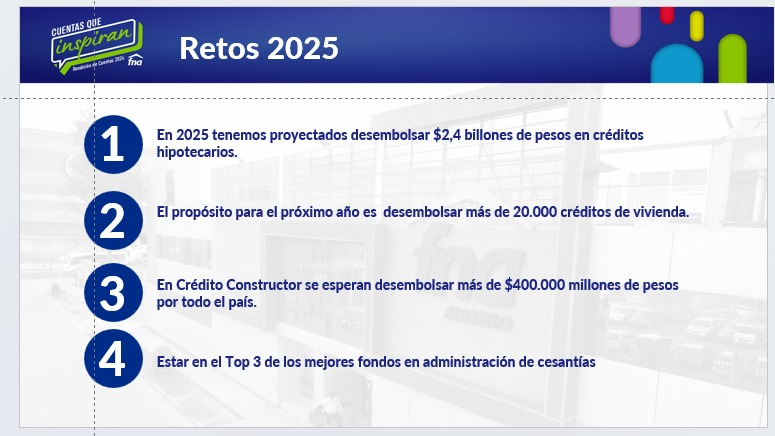 CUENTAS QUE
inspiran
Rendición de Cuentas 2024
fna
Retos 2025
1
En 2025 tenemos proyectados desembolsar $2,4 billones de pesos en créditos
hipotecarios.
2
El propósito para el próximo año es desembolsar más de 20.000 créditos de vivienda.
3
En Crédito Constructor se esperan desembolsar más de $400.000 millones de pesos
por todo el país.
4
Estar en el Top 3 de los mejores fondos en administración de cesantías
fna
AHORRO